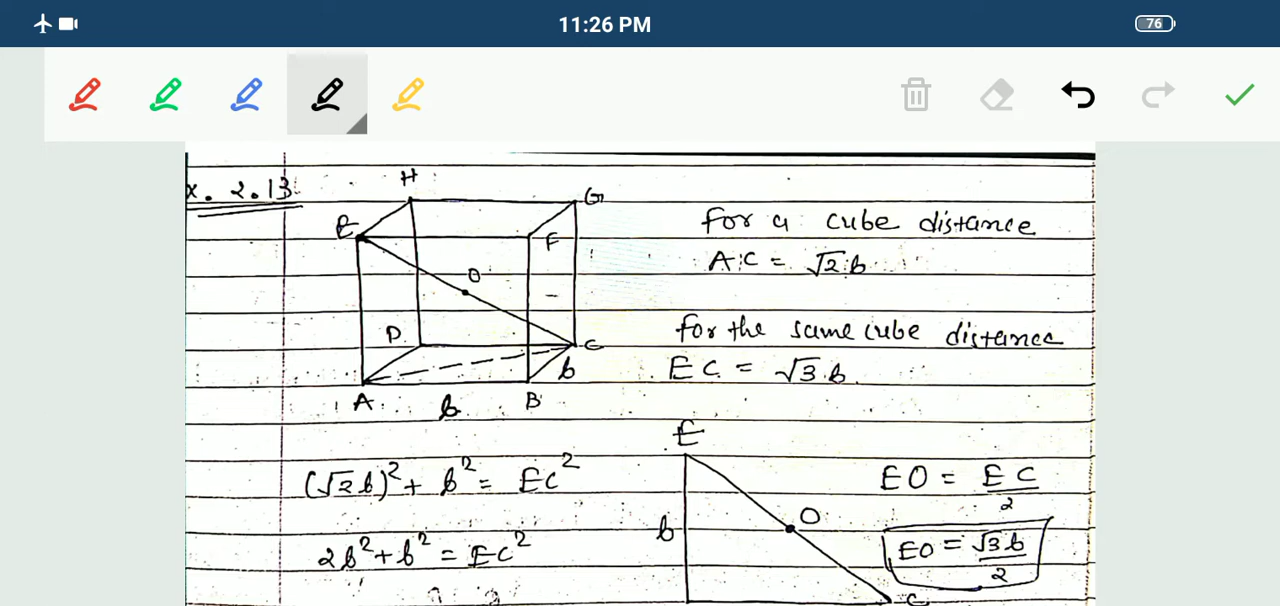 11:26 PM
76
x. 2.13
H
G
E
F
O
D
C
b
A
b
B
for a cube distance
AC = √2 b
for the same cube distance
EC = √3 b
(√2b)² + b² = EC²
2b² + b² = EC²
E
b
O
C
EO = EC/2
EO = √3 b/2